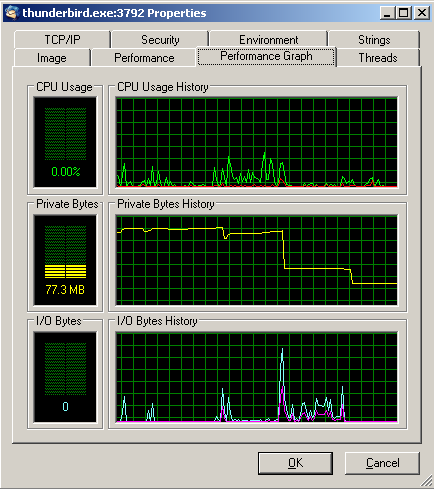 thunderbird.exe:3792 Properties
TCP/IP Security Environment Strings
Image Performance Performance Graph Threads
CPU Usage CPU Usage History
0.00%
Private Bytes Private Bytes History
77.3 MB
I/O Bytes I/O Bytes History
0
OK Cancel